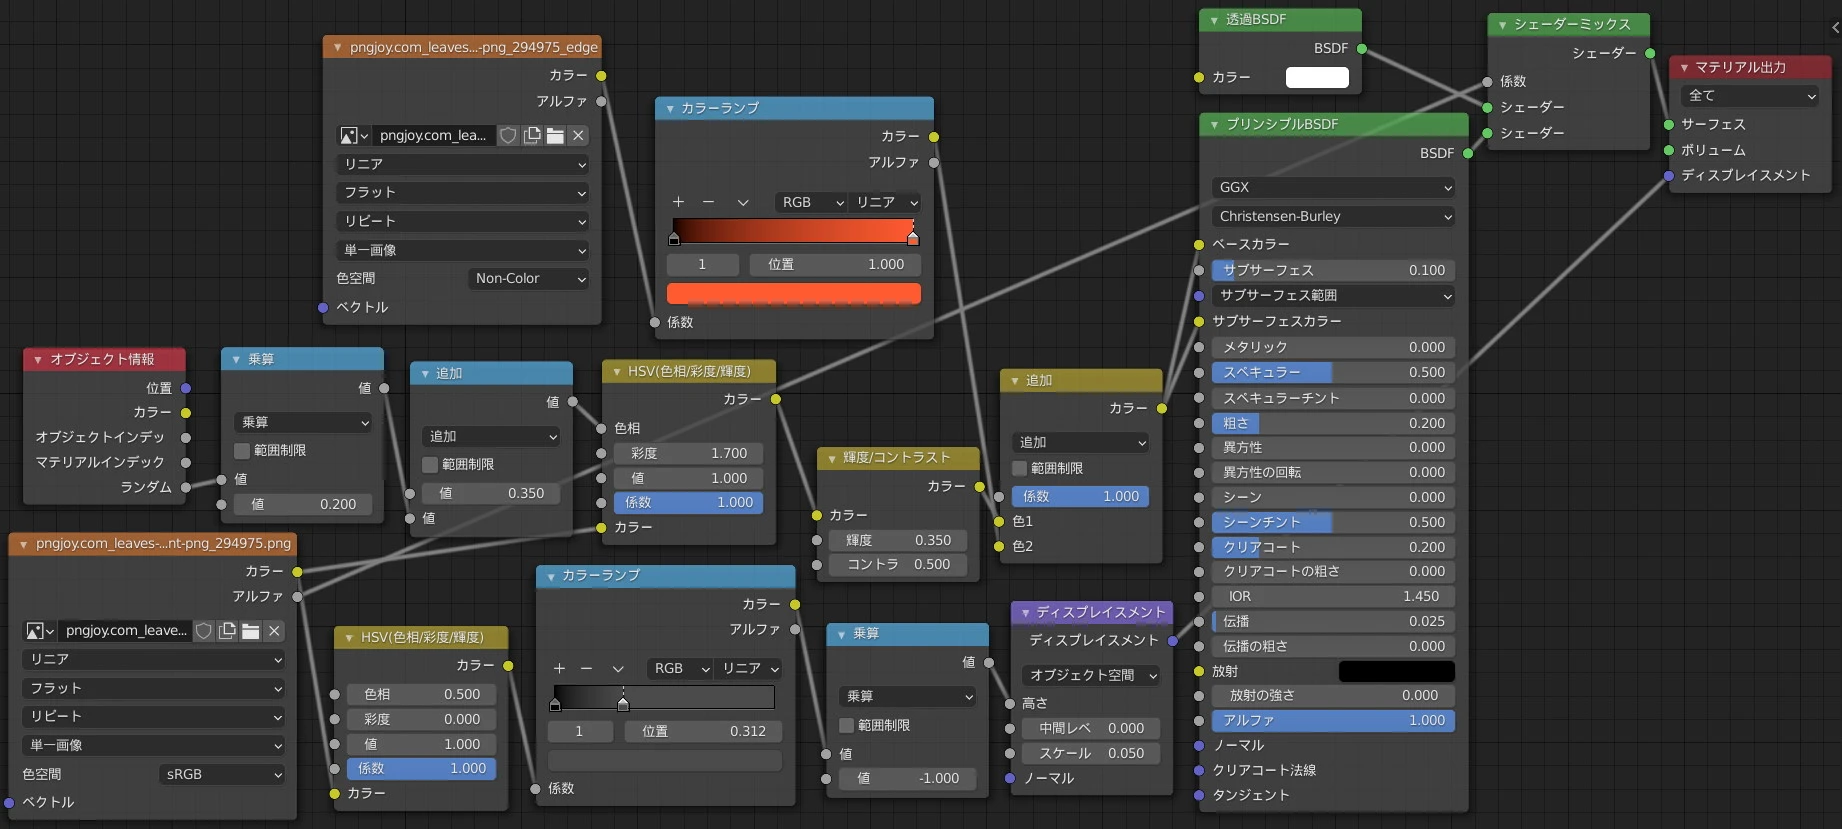 pngjoy.com_leaves...-png_294975_edge
カラー
アルファ
pngjoy.com_lea...
リニア
フラット
リピート
単一画像
色空間 Non-Color
ベクトル
カラーランプ
カラー
アルファ
RGB リニア
1 位置 1.000
係数
透過BSDF
BSDF
カラー
シェーダーミックス
シェーダー
係数
シェーダー
シェーダー
マテリアル出力
全て
サーフェス
ボリューム
ディスプレイスメント
プリンシプルBSDF
BSDF
GGX
Christensen-Burley
ベースカラー
サブサーフェス 0.100
サブサーフェス範囲
サブサーフェスカラー
メタリック 0.000
スペキュラー 0.500
スペキュラーチント 0.000
粗さ 0.200
異方性 0.000
異方性の回転 0.000
シーン 0.000
シーンチント 0.500
クリアコート 0.200
クリアコートの粗さ 0.000
IOR 1.450
伝播 0.025
伝播の粗さ 0.000
放射
放射の強さ 0.000
アルファ 1.000
ノーマル
クリアコート法線
タンジェント
オブジェクト情報
位置
カラー
オブジェクトインデッ
マテリアルインデック
ランダム
乗算
値
乗算
範囲制限
値
値 0.200
追加
値
追加
範囲制限
値 0.350
値
HSV(色相/彩度/輝度)
カラー
色相
彩度 1.700
値 1.000
係数 1.000
カラー
輝度/コントラスト
カラー
カラー
輝度 0.350
コントラ 0.500
追加
カラー
追加
範囲制限
係数 1.000
色1
色2
pngjoy.com_leaves-...nt-png_294975.png
カラー
アルファ
pngjoy.com_leave...
リニア
フラット
リピート
単一画像
色空間 sRGB
ベクトル
HSV(色相/彩度/輝度)
カラー
色相 0.500
彩度 0.000
値 1.000
係数 1.000
カラー
カラーランプ
カラー
アルファ
RGB リニア
1 位置 0.312
係数
乗算
値
乗算
範囲制限
値
値 -1.000
ディスプレイスメント
ディスプレイスメント
オブジェクト空間
高さ
中間レベ 0.000
スケール 0.050
ノーマル